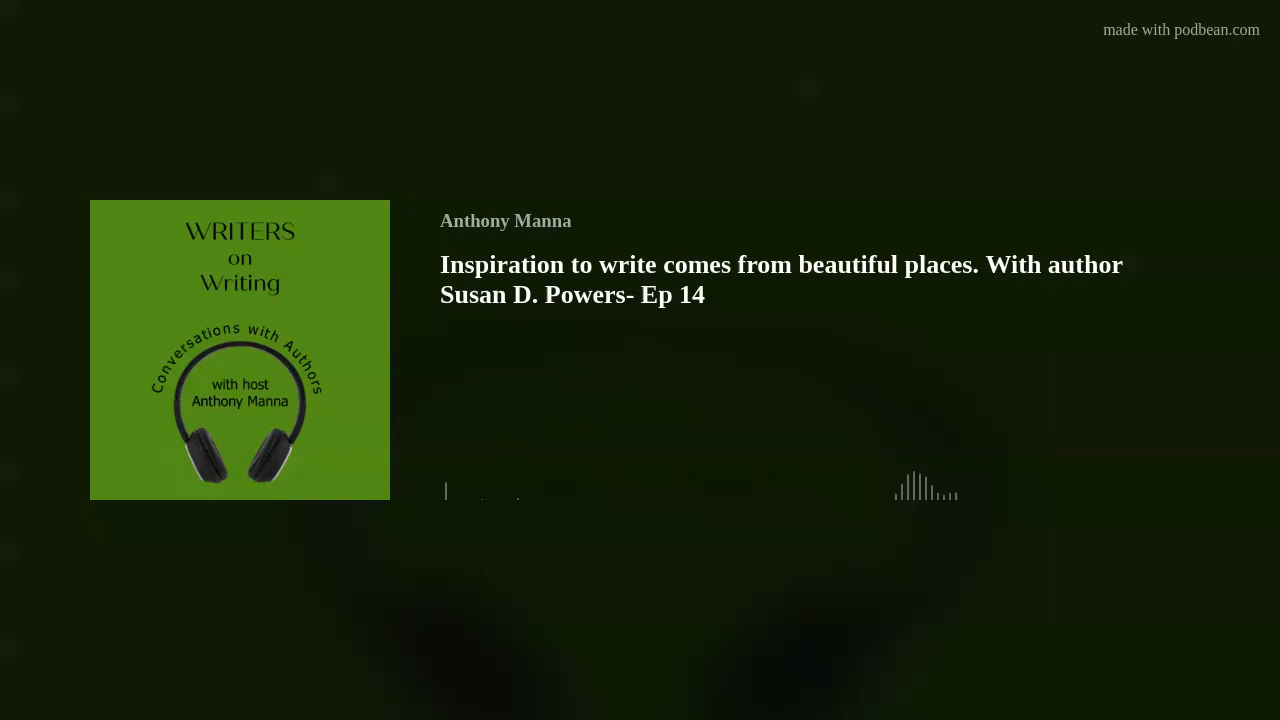 made with podbean.com
WRITERS
on
Writing
Conversations with Authors
with host
Anthony Manna
Anthony Manna
Inspiration to write comes from beautiful places. With author
Susan D. Powers- Ep 14